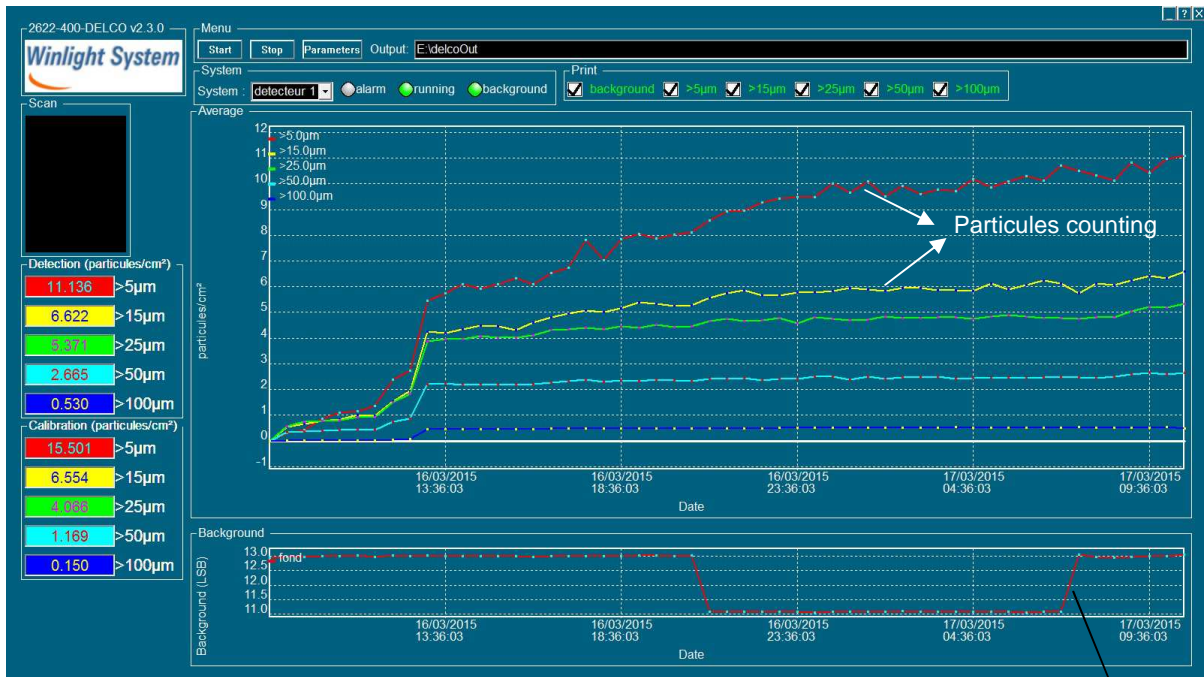 2622-400-DELCO v2.3.0
Winlight System
Menu
Start Stop Parameters Output: E:\delcoOut
System
System : detecteur 1 alarm running background
Print
background >5µm >15µm >25µm >50µm >100µm
Scan
Detection (particules/cm²)
11.136 >5µm
6.622 >15µm
5.371 >25µm
2.665 >50µm
0.530 >100µm
Calibration (particules/cm²)
15.501 >5µm
6.554 >15µm
4.066 >25µm
1.169 >50µm
0.150 >100µm
Average
12
11
10
9
8
7
6
5
4
3
2
1
0
-1
particules/cm²
>5.0µm
>15.0µm
>25.0µm
>50.0µm
>100.0µm
Particules counting
16/03/2015 16/03/2015 16/03/2015 17/03/2015 17/03/2015
13:36:03 18:36:03 23:36:03 04:36:03 09:36:03
Date
Background
Background (LSB)
13.0
12.5
12.0
11.5
11.0
fond
16/03/2015 16/03/2015 16/03/2015 17/03/2015 17/03/2015
13:36:03 18:36:03 23:36:03 04:36:03 09:36:03
Date